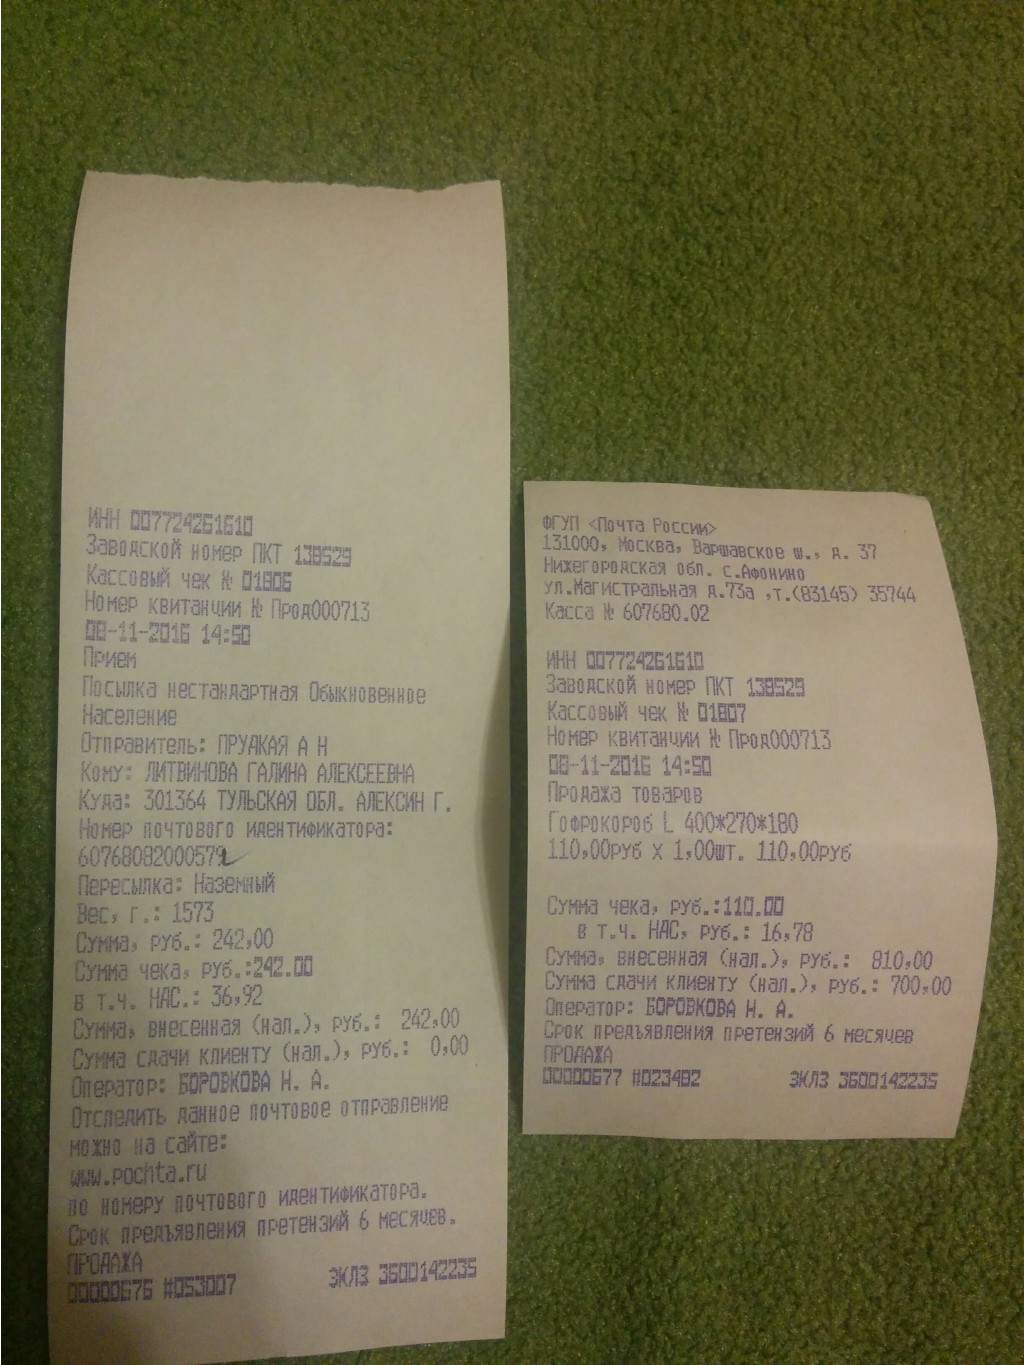 ИНН 007724261610
Заводской номер ПКТ 138529
Кассовый чек № 01806
Номер квитанции № Прод000713
08-11-2016 14:50
Прием
Посылка нестандартная Обыкновенное
Население
Отправитель: ПРУДКАЯ А Н
Кому: ЛИТВИНОВА ГАЛИНА АЛЕКСЕЕВНА
Куда: 301364 ТУЛЬСКАЯ ОБЛ. АЛЕКСИН Г.
Номер почтового идентификатора:
60768082000579
Пересылка: Наземный
Вес, г.: 1573
Сумма, руб.: 242,00
Сумма чека, руб.:242.00
в т.ч. НДС.: 36,92
Сумма, внесенная (нал.), руб.: 242,00
Сумма сдачи клиенту (нал.), руб.: 0,00
Оператор: БОРОВКОВА Н. А.
Отследить данное почтовое отправление
можно на сайте:
www.pochta.ru
по номеру почтового идентификатора.
Срок предъявления претензий 6 месяцев.
ПРОДАЖА
00000676 #053007 ЭКЛЗ 3600142235
ФГУП <Почта России>
131000, Москва, Варшавское ш., д. 37
Нижегородская обл. с.Афонино
ул.Магистральная д.73а ,т.(83145) 35744
Касса № 607680.02
ИНН 007724261610
Заводской номер ПКТ 138529
Кассовый чек № 01807
Номер квитанции № Прод000713
08-11-2016 14:50
Продажа товаров
Гофрокороб L 400*270*180
110,00руб X 1,00шт. 110,00руб
Сумма чека, руб.:110.00
в т.ч. НДС, руб.: 16,78
Сумма, внесенная (нал.), руб.: 810,00
Сумма сдачи клиенту (нал.), руб.: 700,00
Оператор: БОРОВКОВА Н. А.
Срок предъявления претензий 6 месяцев
ПРОДАЖА
00000677 #023482 ЭКЛЗ 3600142235